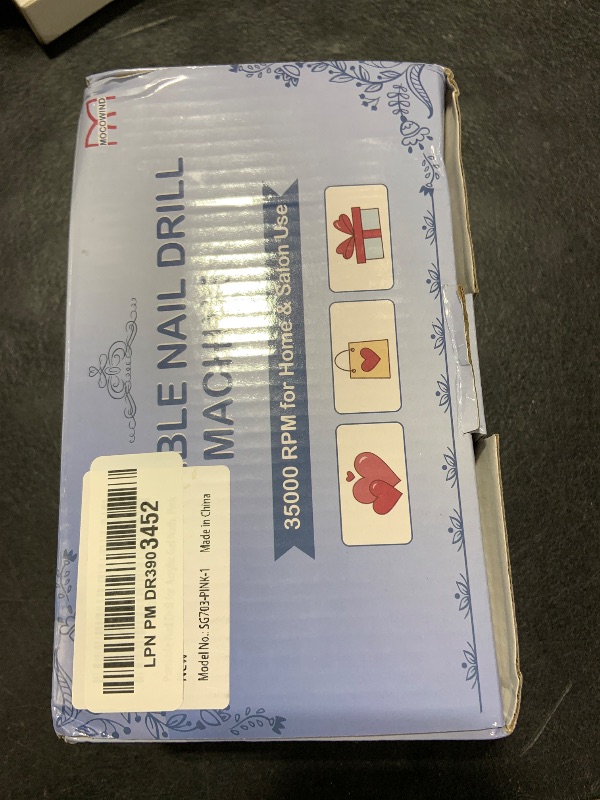 MOCOWIND
BLE NAIL DRILL
MACHI
35000 RPM for Home & Salon Use
LPN PM DR3903452
NEW
Model No.: SG703-PINK-1 Made in China